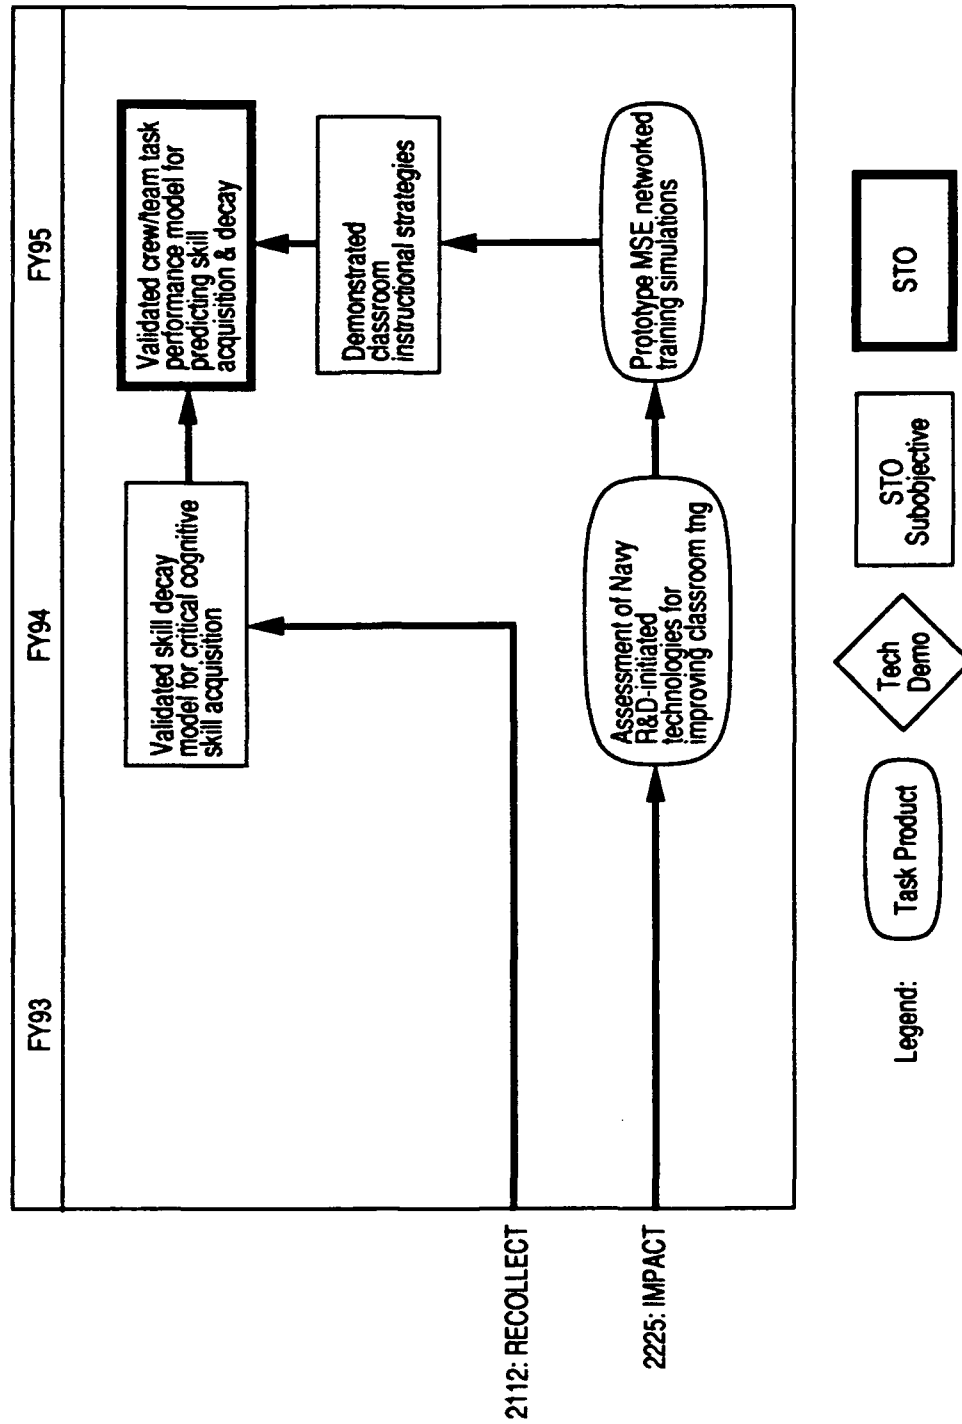 FY93
FY94
FY95
Validated skill decay
model for critical cognitive
skill acquisition
Validated crew/team task
performance model for
predicting skill
acquisition & decay
Demonstrated
classroom
instructional strategies
2112: RECOLLECT
2225: IMPACT
Assessment of Navy
R&D-initiated
technologies for
improving classroom tng
Prototype MSE networked
training simulations
Legend:
Task Product
Tech
Demo
STO
Subobjective
STO